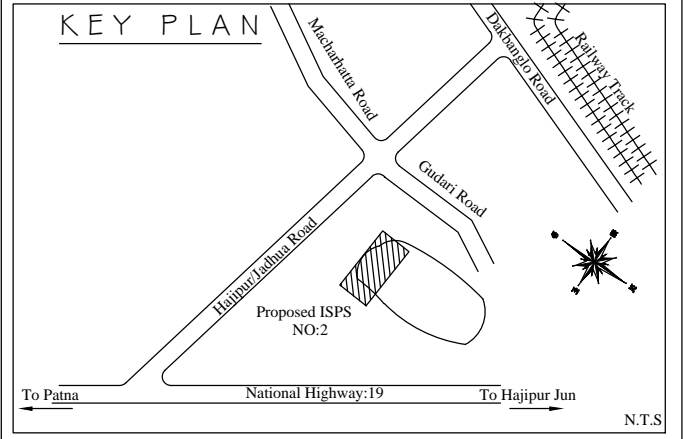 KEY PLAN
Macharhatta Road
Dakbanglo Road
Railway Track
Gudari Road
Hajipur/Jadhua Road
Proposed ISPS
NO:2
To Patna
National Highway:19
To Hajipur Jun
N.T.S